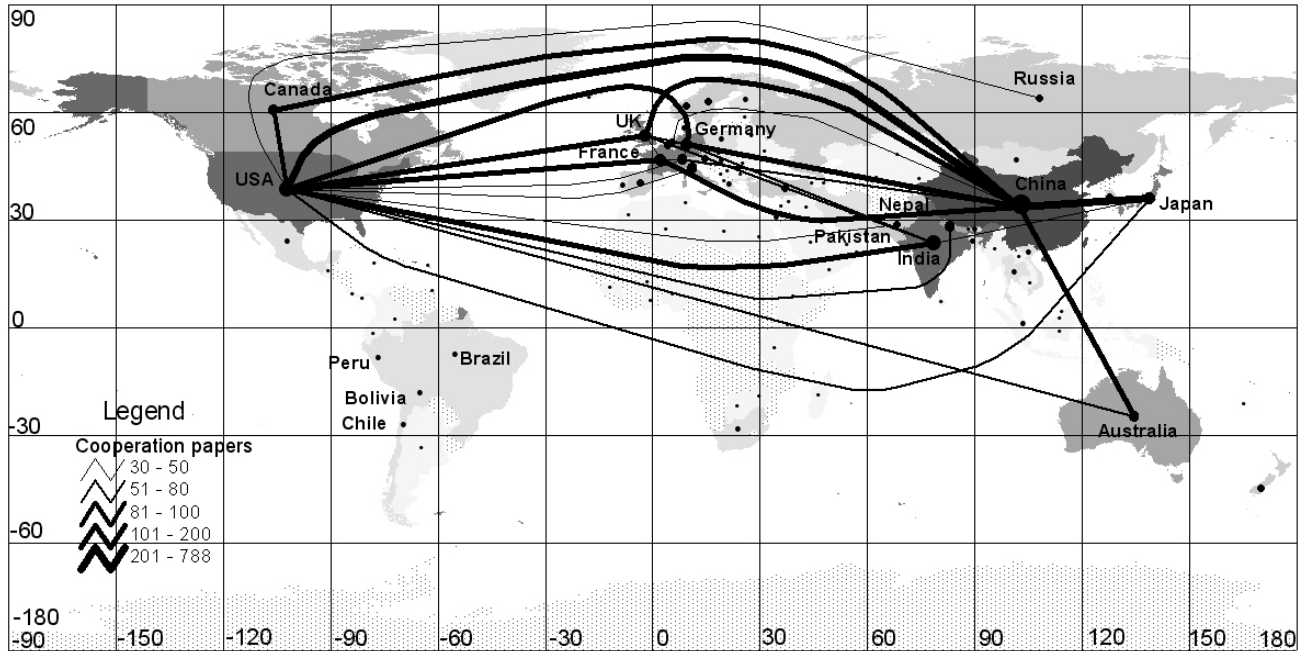 90
Russia
Canada
60
UK
Germany
France
USA
China
30
Nepal
Japan
Pakistan
India
0
Peru
Brazil
Bolivia
Legend
Chile
-30
Australia
Cooperation papers
30 - 50
51 - 80
81 - 100
101 - 200
-60
201 - 788
-180
-90 -150 -120 -90 -60 -30 0 30 60 90 120 150 180